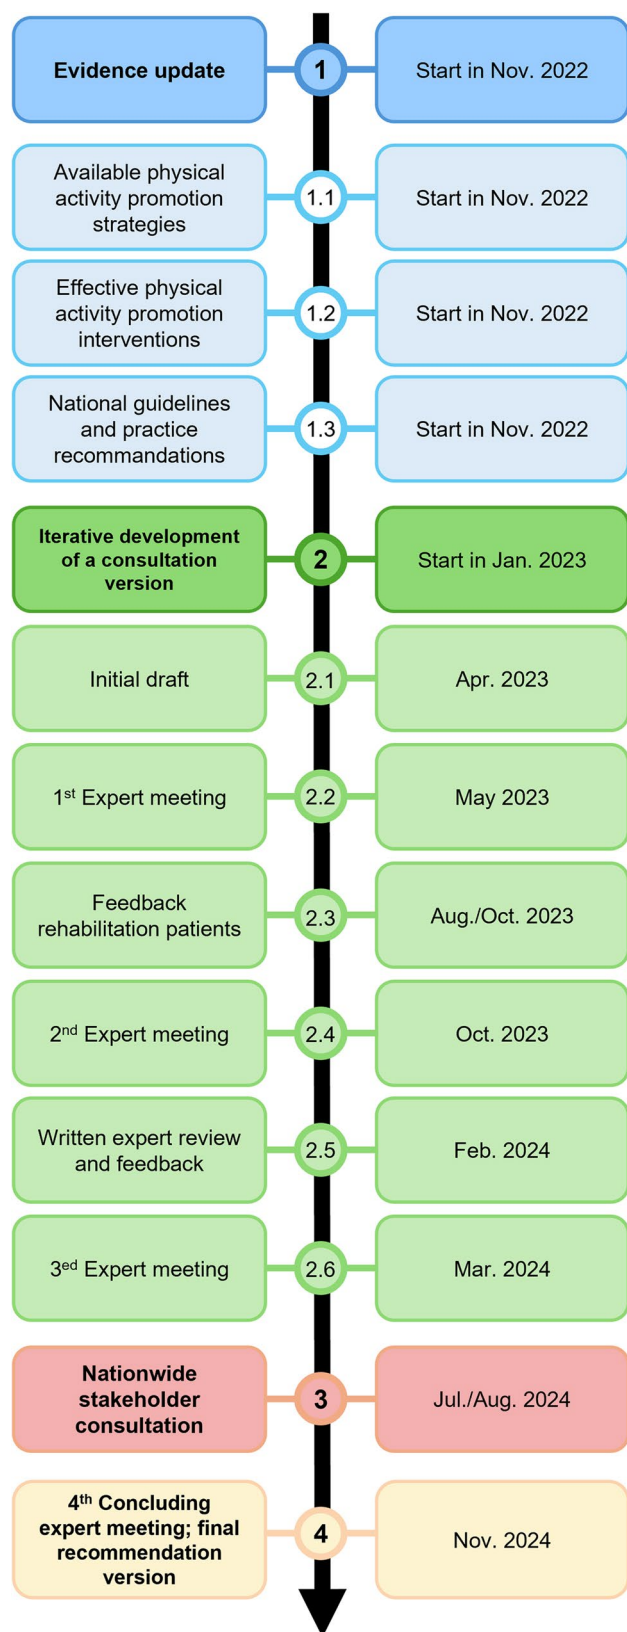 Evidence update
1
Start in Nov. 2022
Available physical
activity promotion
strategies
1.1
Start in Nov. 2022
Effective physical
activity promotion
interventions
1.2
Start in Nov. 2022
National guidelines
and practice
recommandations
1.3
Start in Nov. 2022
Iterative development
of a consultation
version
2
Start in Jan. 2023
Initial draft
2.1
Apr. 2023
1st Expert meeting
2.2
May 2023
Feedback
rehabilitation patients
2.3
Aug./Oct. 2023
2nd Expert meeting
2.4
Oct. 2023
Written expert review
and feedback
2.5
Feb. 2024
3ed Expert meeting
2.6
Mar. 2024
Nationwide
stakeholder
consultation
3
Jul./Aug. 2024
4th Concluding
expert meeting; final
recommendation
version
4
Nov. 2024